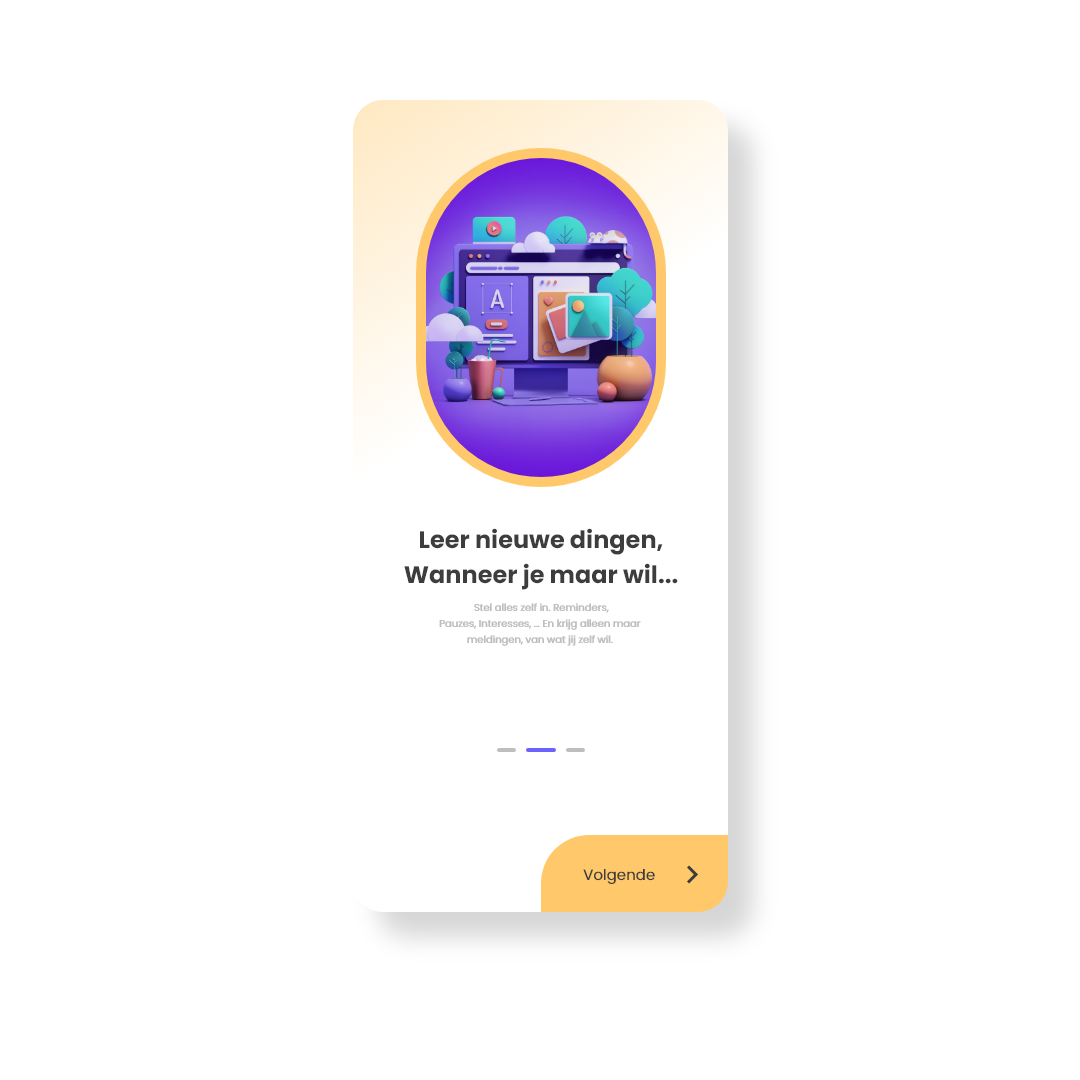 A
Leer nieuwe dingen,
Wanneer je maar wil...
Stel alles zelf in. Reminders,
Pauzes, Interesses, ... En krijg alleen maar
meldingen, van wat jij zelf wil.
Volgende